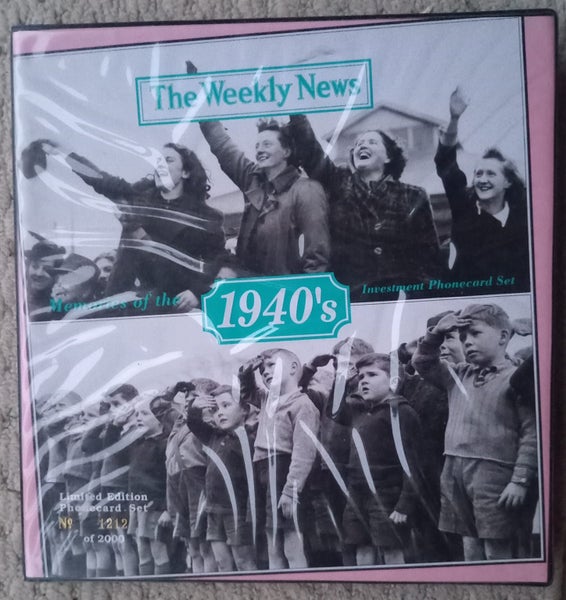 The Weekly News
Memories of the
1940's
Investment Phonecard Set
Limited Edition
Phonecard Set
No 1212
of 2000